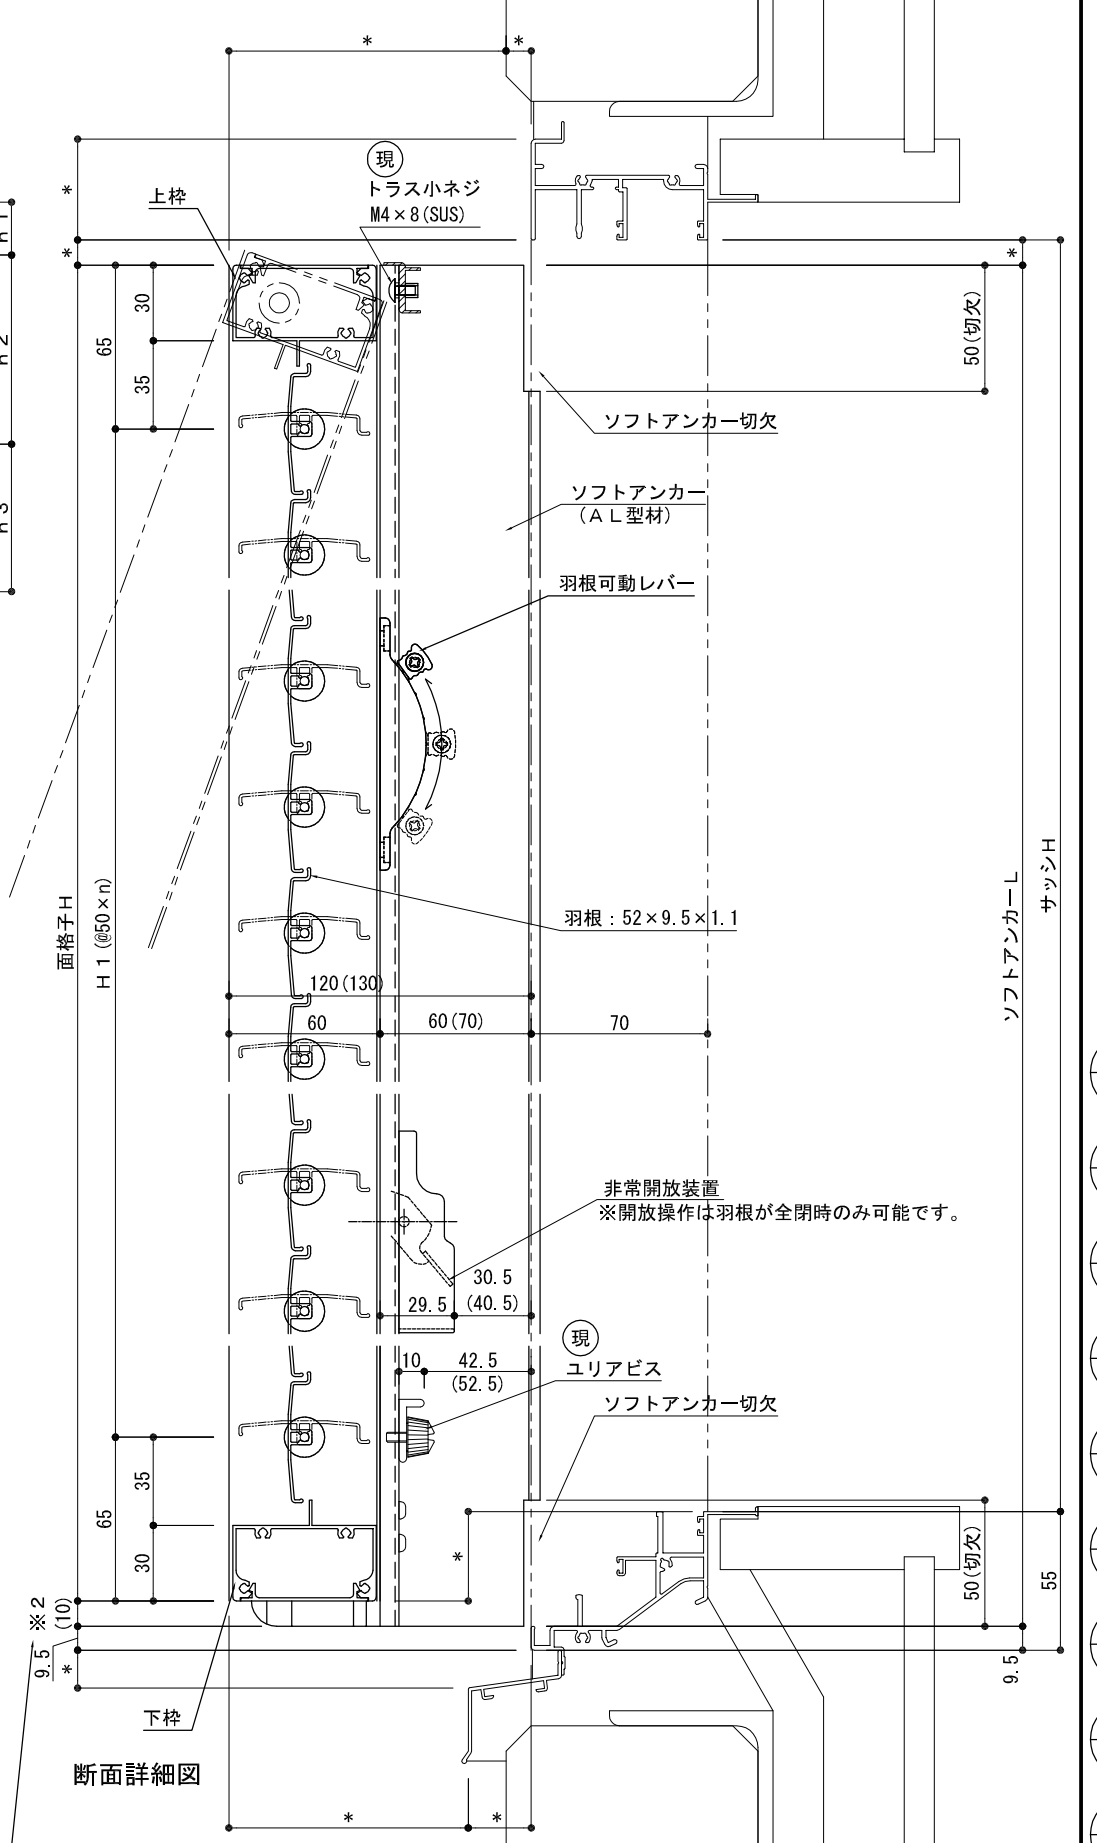 *
*
現
トラス小ネジ
M4×8(SUS)
上枠
*
*
*
30
65
35
50(切欠)
h 1
h 2
h 3
ソフトアンカー切欠
ソフトアンカー
(AL型材)
羽根可動レバー
羽根:52×9.5×1.1
面格子H
H1(@50×n)
ソフトアンカーL
サッシH
120(130)
60
60(70)
70
非常開放装置
※開放操作は羽根が全閉時のみ可能です。
30.5
29.5
(40.5)
現
10
42.5
ユリアビス
(52.5)
ソフトアンカー切欠
35
65
30
*
50(切欠)
55
※2
(10)
9.5
*
9.5
下枠
断面詳細図
*
*